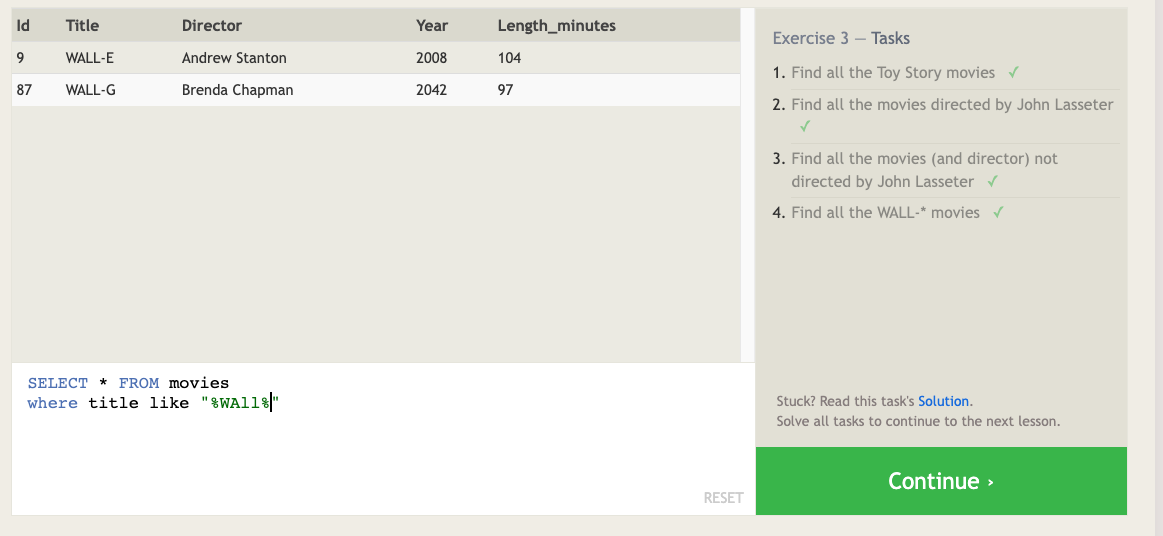 Id Title Director Year Length_minutes
9 WALL-E Andrew Stanton 2008 104
87 WALL-G Brenda Chapman 2042 97
SELECT * FROM movies
where title like "%WAll%"
RESET
Exercise 3 — Tasks
1. Find all the Toy Story movies ✓
2. Find all the movies directed by John Lasseter
✓
3. Find all the movies (and director) not
directed by John Lasseter ✓
4. Find all the WALL-* movies ✓
Stuck? Read this task's Solution.
Solve all tasks to continue to the next lesson.
Continue ›